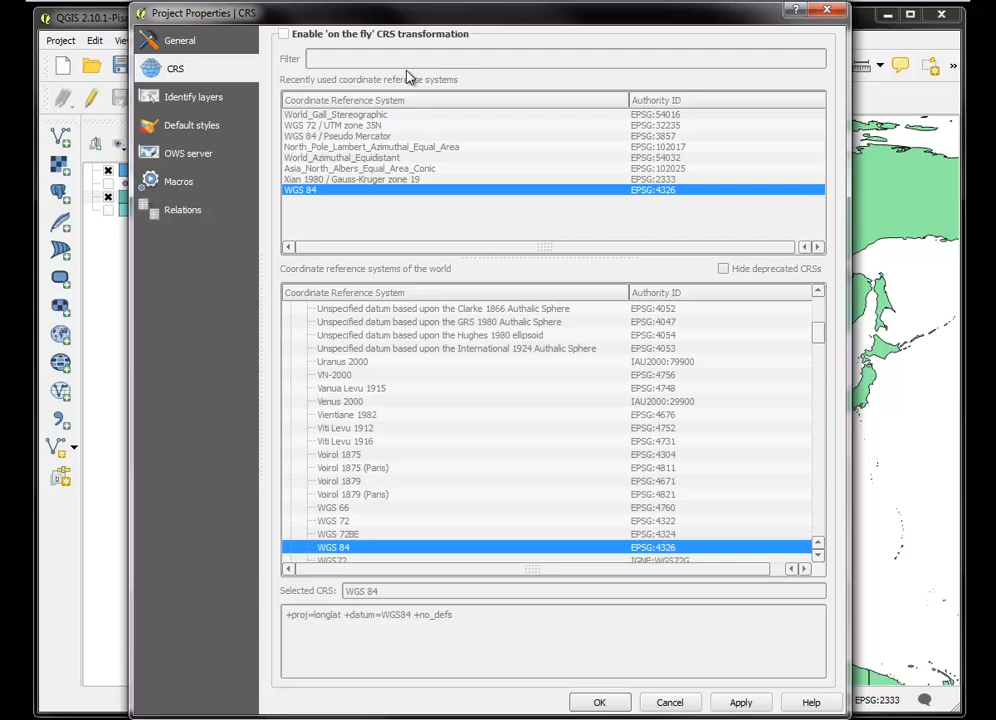 QGIS 2.10.1-Pisa
Project Properties | CRS
Project Edit
General
CRS
Identify layers
Default styles
OWS server
Macros
Relations
Enable 'on the fly' CRS transformation
Filter
Recently used coordinate reference systems
Coordinate Reference System Authority ID
World_Gall_Stereographic EPSG:54016
WGS 72 / UTM zone 35N EPSG:32235
WGS 84 / Pseudo Mercator EPSG:3857
North_Pole_Lambert_Azimuthal_Equal_Area EPSG:102017
World_Azimuthal_Equidistant EPSG:54032
Asia_North_Albers_Equal_Area_Conic EPSG:102025
Xian 1980 / Gauss-Kruger zone 19 EPSG:2333
WGS 84 EPSG:4326
Coordinate reference systems of the world Hide deprecated CRSs
Coordinate Reference System Authority ID
Unspecified datum based upon the Clarke 1866 Authalic Sphere EPSG:4052
Unspecified datum based upon the GRS 1980 Authalic Sphere EPSG:4047
Unspecified datum based upon the Hughes 1980 ellipsoid EPSG:4054
Unspecified datum based upon the International 1924 Authalic Sphere EPSG:4053
Uranus 2000 IAU2000:79900
VN-2000 EPSG:4756
Vanua Levu 1915 EPSG:4748
Venus 2000 IAU2000:29900
Vientiane 1982 EPSG:4676
Viti Levu 1912 EPSG:4752
Viti Levu 1916 EPSG:4731
Voirol 1875 EPSG:4304
Voirol 1875 (Paris) EPSG:4811
Voirol 1879 EPSG:4671
Voirol 1879 (Paris) EPSG:4821
WGS 66 EPSG:4760
WGS 72 EPSG:4322
WGS 72BE EPSG:4324
WGS 84 EPSG:4326
WGS72 IGNF:WGS72G
Selected CRS: WGS 84
+proj=longlat +datum=WGS84 +no_defs
OK Cancel Apply Help
EPSG:2333